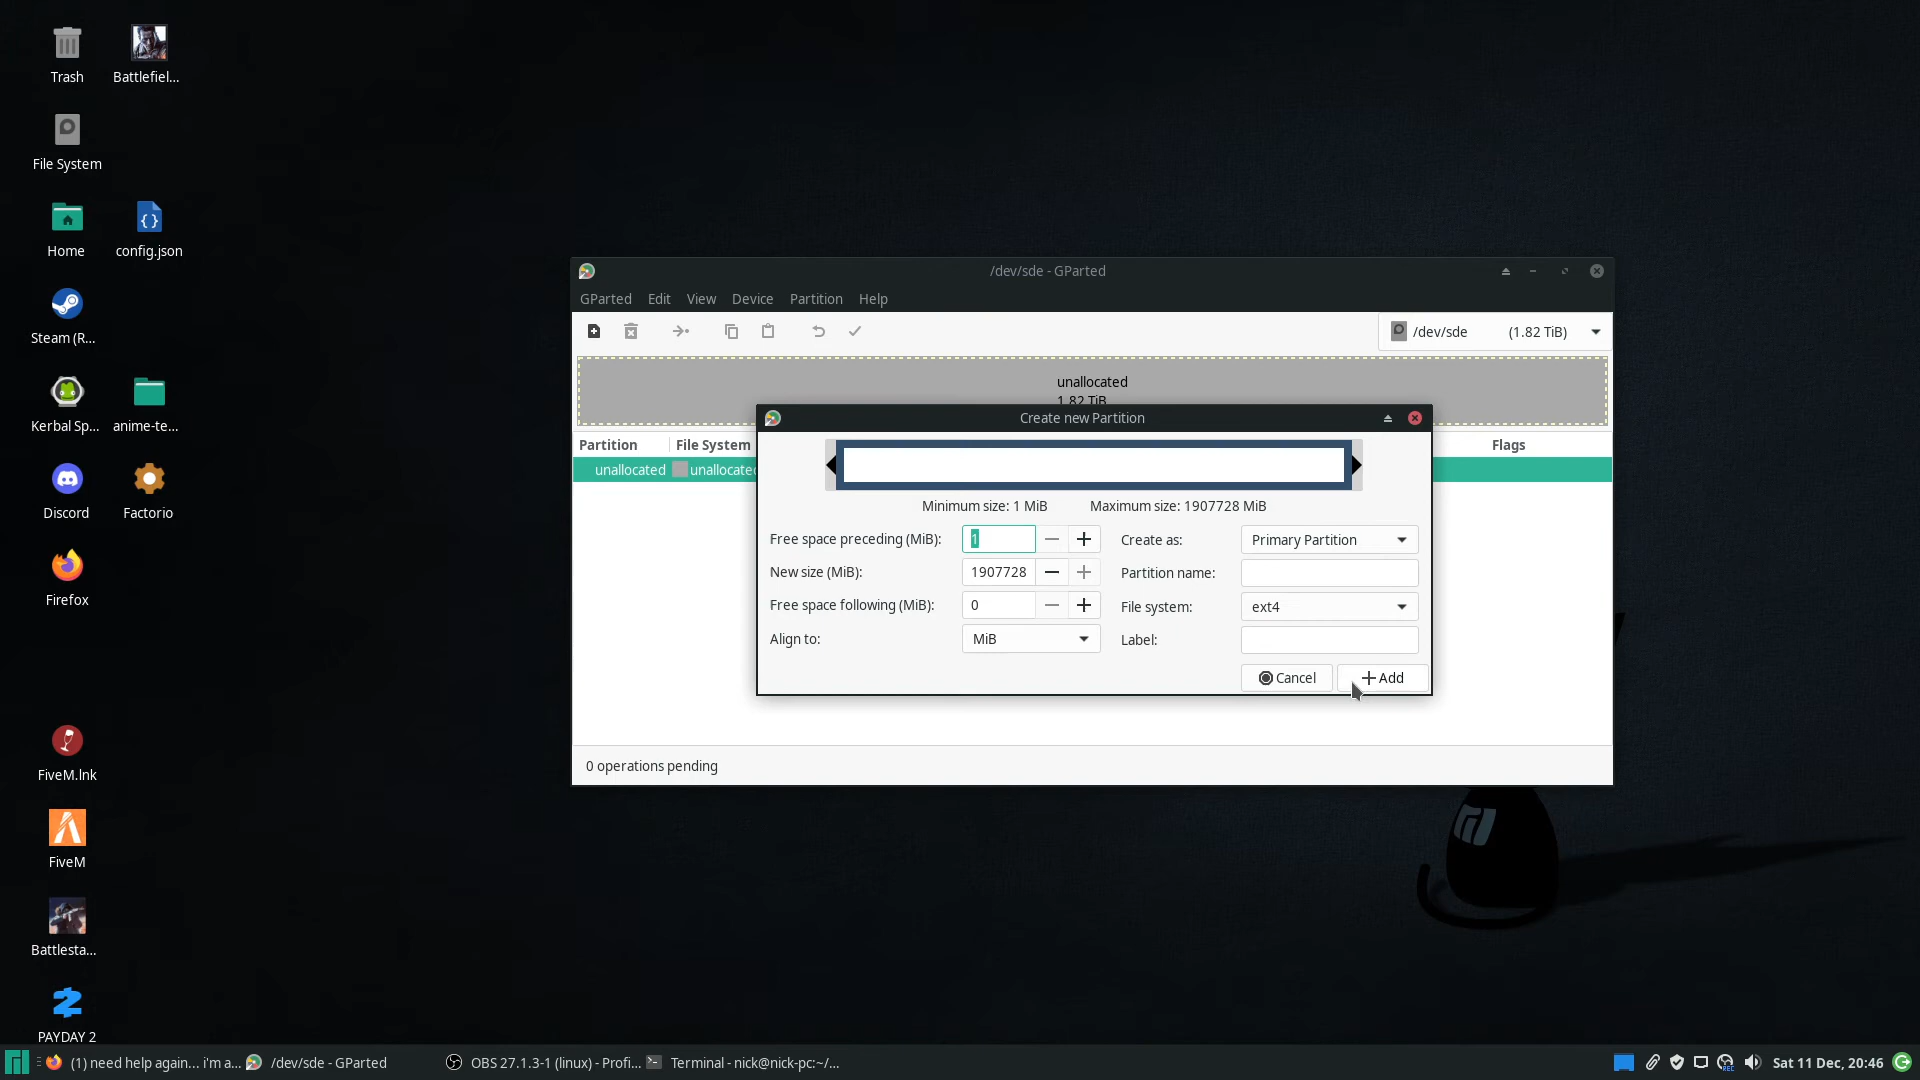 Trash
Battlefiel...
File System
Home
config.json
Steam (R...
Kerbal Sp...
anime-te...
Discord
Factorio
Firefox
FiveM.lnk
FiveM
Battlesta...
PAYDAY 2
/dev/sde - GParted
GParted Edit View Device Partition Help
/dev/sde (1.82 TiB)
unallocated
1.82 TiB
Partition File System Flags
unallocated unallocated
Create new Partition
Minimum size: 1 MiB Maximum size: 1907728 MiB
Free space preceding (MiB): 1 Create as: Primary Partition
New size (MiB): 1907728 Partition name:
Free space following (MiB): 0 File system: ext4
Align to: MiB Label:
Cancel Add
0 operations pending
(1) need help again... i'm a... /dev/sde - GParted OBS 27.1.3-1 (linux) - Profi... Terminal - nick@nick-pc:~/... REC Sat 11 Dec, 20:46